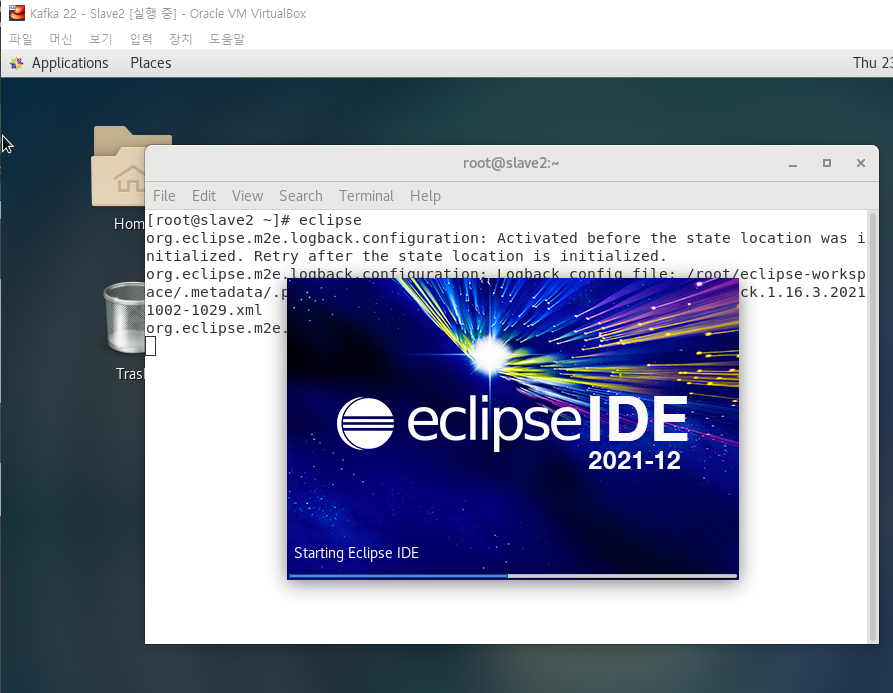 Kafka 22 - Slave2 [실행 중] - Oracle VM VirtualBox
파일 머신 보기 입력 장치 도움말
Applications Places Thu 23
Home
Trash
root@slave2:~
File Edit View Search Terminal Help
[root@slave2 ~]# eclipse
org.eclipse.m2e.logback.configuration: Activated before the state location was i
nitialized. Retry after the state location is initialized.
org.eclipse.m2e.logback.configuration: Logback config file: /root/eclipse-worksp
ace/.metadata/.p ck.1.16.3.2021
1002-1029.xml
org.eclipse.m2e.
eclipse IDE
2021-12
Starting Eclipse IDE